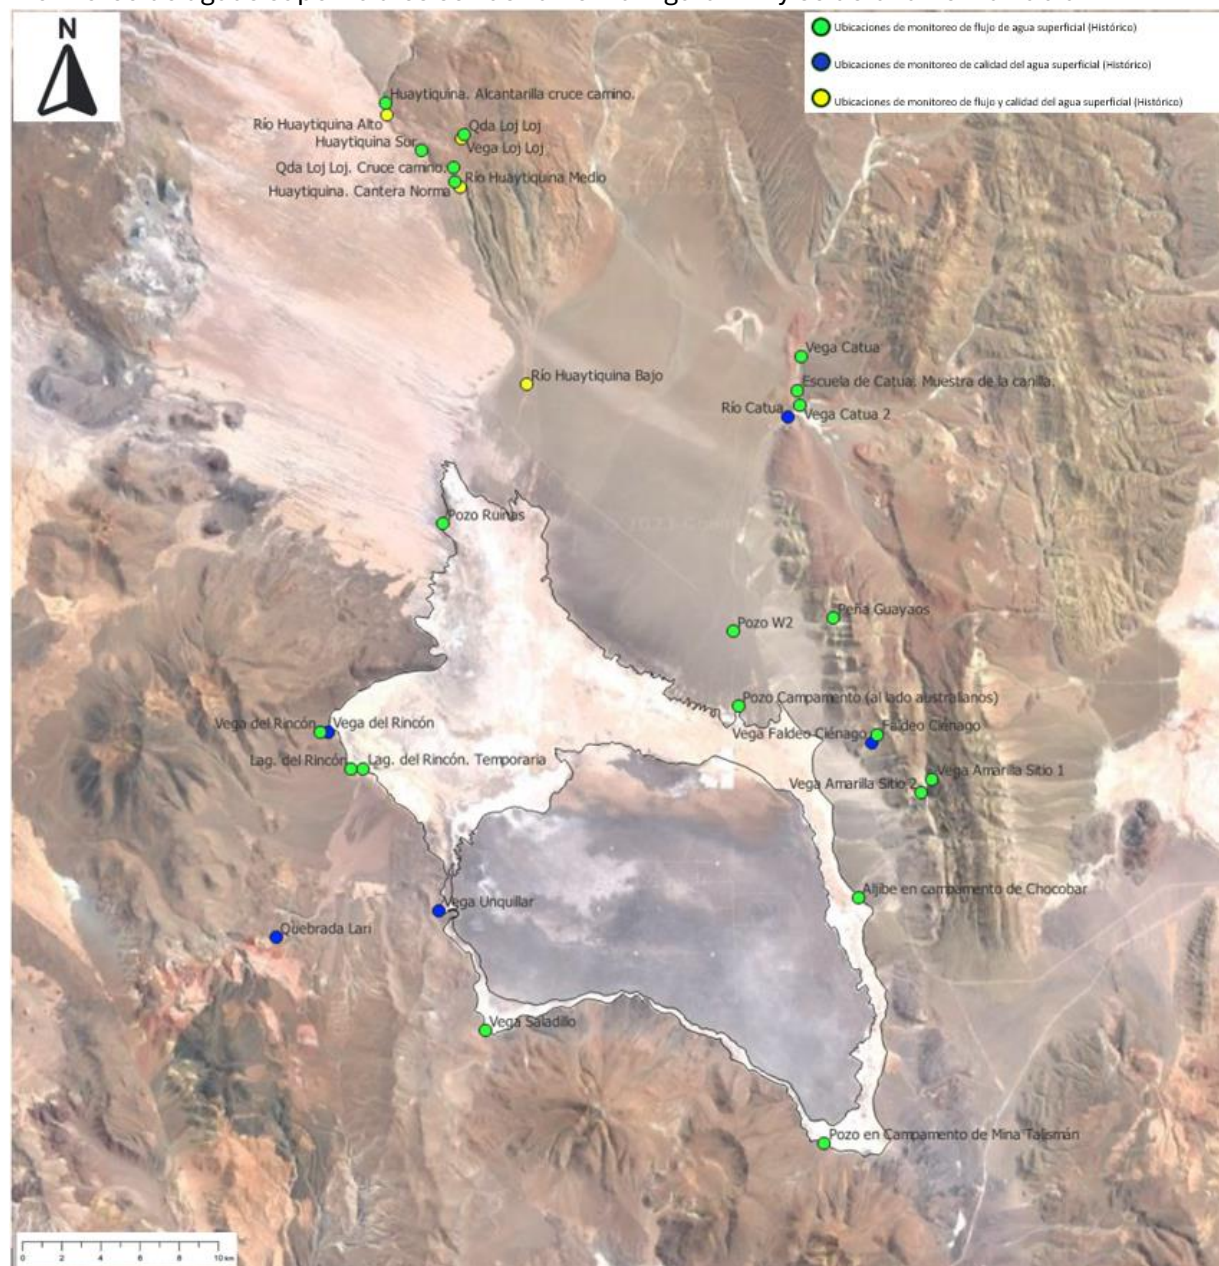 N
Ubicaciones de monitoreo de flujo de agua superficial (Histórico)
Ubicaciones de monitoreo de calidad del agua superficial (Histórico)
Ubicaciones de monitoreo de flujo y calidad del agua superficial (Histórico)
Huaytiquina. Alcantarilla cruce camino.
Río Huaytiquina Alto
Qda Loj Loj
Huaytiquina Sor
Vega Loj Loj
Qda Loj Loj. Cruce camino.
Río Huaytiquina Medio
Huaytiquina. Cantera Norma
Vega Catua
Río Huaytiquina Bajo
Escuela de Catua. Muestra de la canilla.
Río Catua
Vega Catua 2
Pozo Ruinas
Peña Guayaos
Pozo W2
Pozo Campamento (al lado australianos)
Vega del Rincón
Vega del Rincón
Vega Faldeo Ciénago
Faldeo Ciénago
Lag. del Rincón
Lag. del Rincón. Temporaria
Vega Amarilla Sitio 1
Vega Amarilla Sitio 2
Aljibe en campamento de Chocobar
Vega Unquillar
Quebrada Lari
Vega Saladillo
Pozo en Campamento de Mina Talismán
0 2 4 6 8 10 km